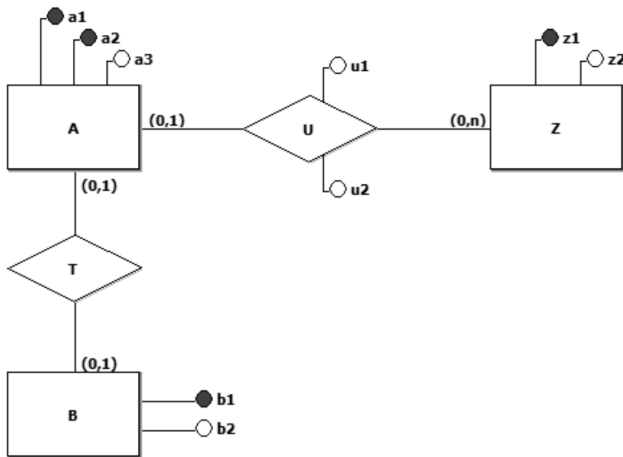 a1
a2
a3
A
(0,1)
u1
U
u2
(0,n)
z1
z2
Z
(0,1)
T
(0,1)
B
b1
b2